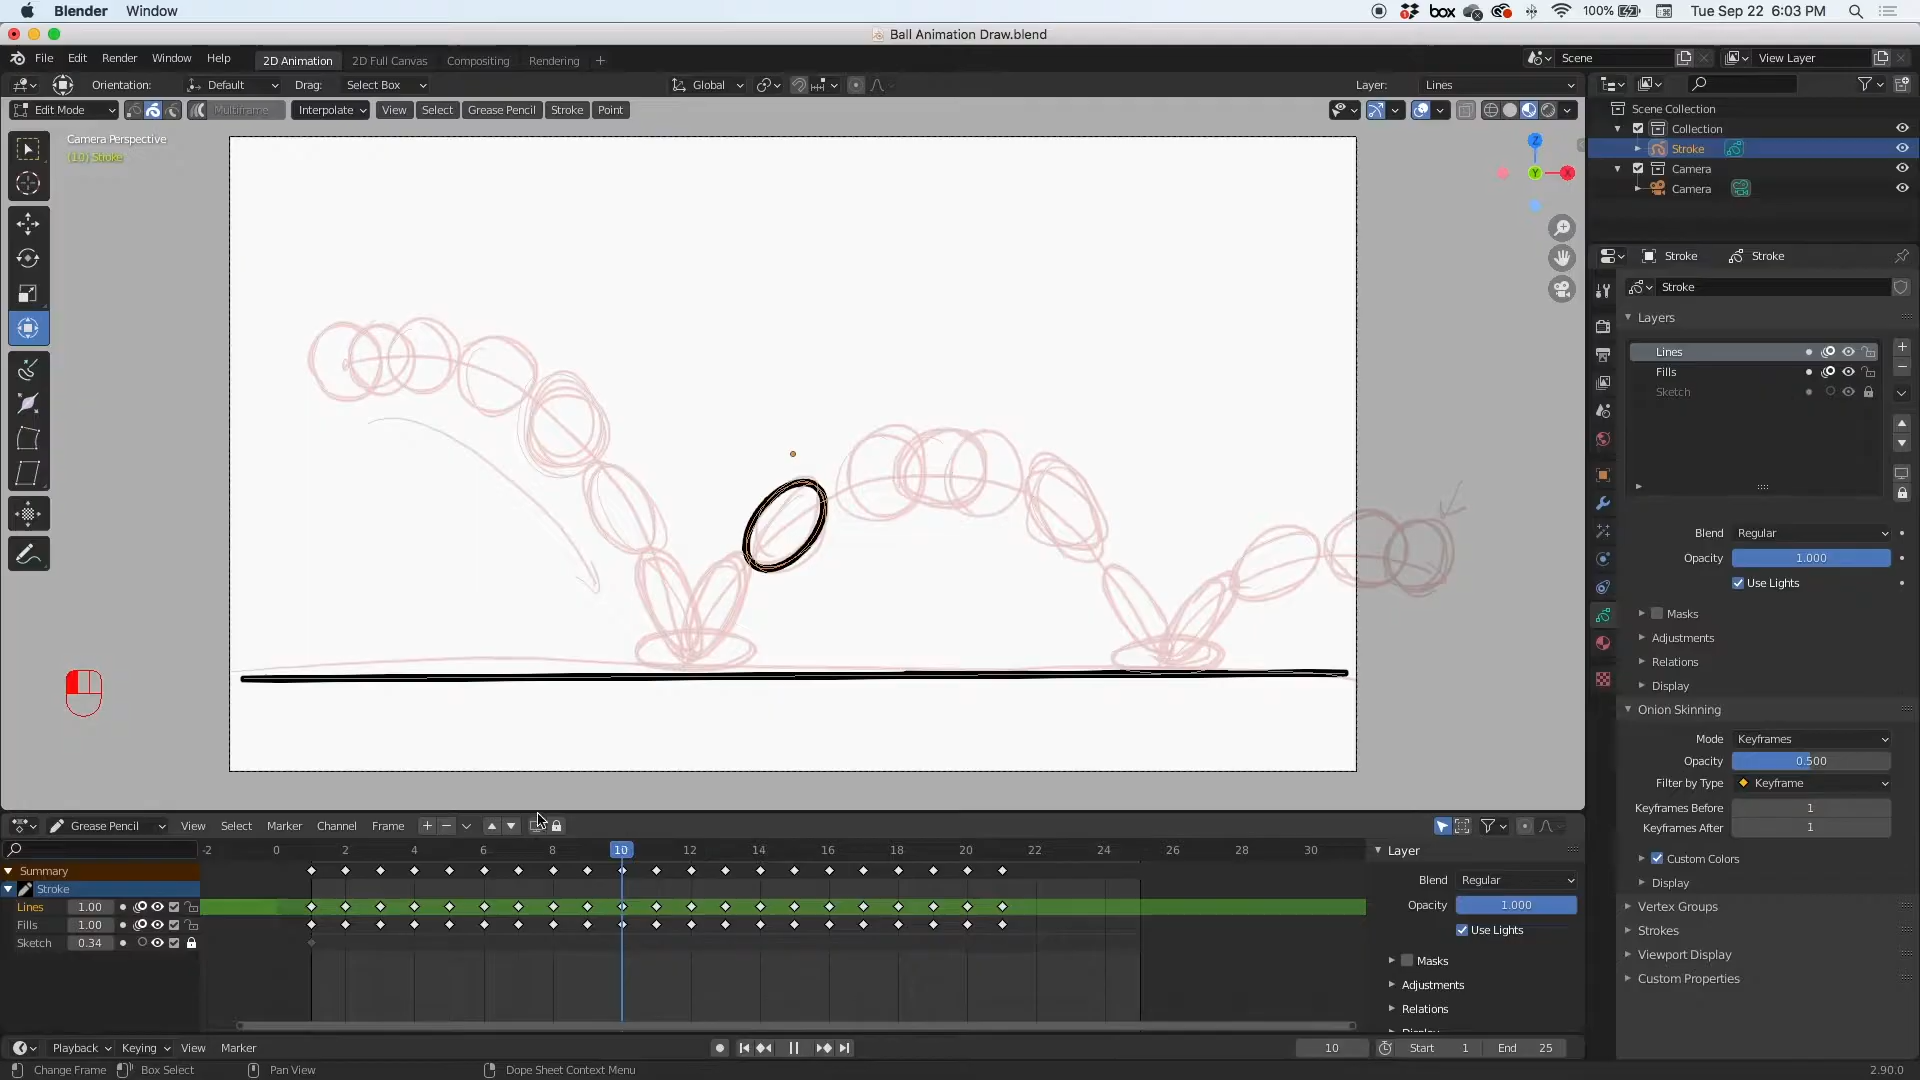 Blender Window box 100% Tue Sep 22 6:03 PM
Ball Animation Draw.blend
File Edit Render Window Help 2D Animation 2D Full Canvas Compositing Rendering + Scene View Layer
Orientation: Default Drag: Select Box Global Layer: Lines
Edit Mode Multiframe Interpolate View Select Grease Pencil Stroke Point
Camera Perspective
(10) Stroke
Z
Y X
Scene Collection
Collection
Stroke
Camera
Camera
Stroke Stroke
Stroke
Layers
Lines
Fills
Sketch
Blend Regular
Opacity 1.000
Use Lights
Masks
Adjustments
Relations
Display
Onion Skinning
Mode Keyframes
Opacity 0.500
Filter by Type Keyframe
Keyframes Before 1
Keyframes After 1
Custom Colors
Display
Vertex Groups
Strokes
Viewport Display
Custom Properties
Grease Pencil View Select Marker Channel Frame
-2 0 2 4 6 8 10 12 14 16 18 20 22 24 26 28 30
Summary
Stroke
Lines 1.00
Fills 1.00
Sketch 0.34
Layer
Blend Regular
Opacity 1.000
Use Lights
Masks
Adjustments
Relations
Playback Keying View Marker 10 Start 1 End 25
Change Frame Box Select Pan View Dope Sheet Context Menu 2.90.0